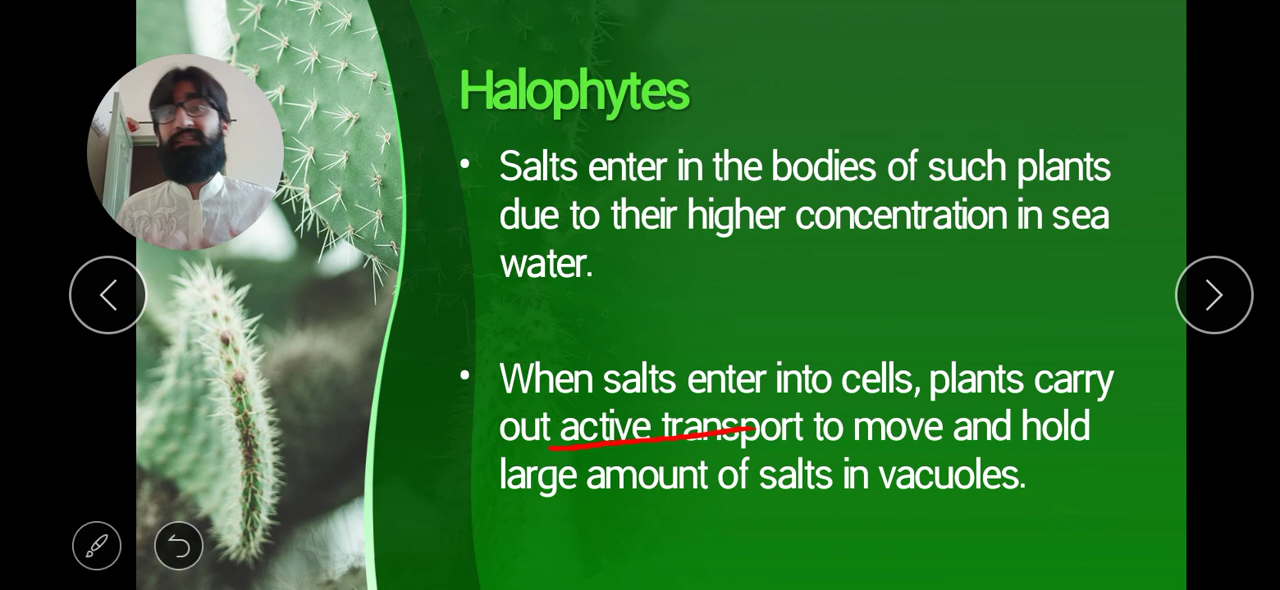 Halophytes
• Salts enter in the bodies of such plants
due to their higher concentration in sea
water.
• When salts enter into cells, plants carry
out active transport to move and hold
large amount of salts in vacuoles.